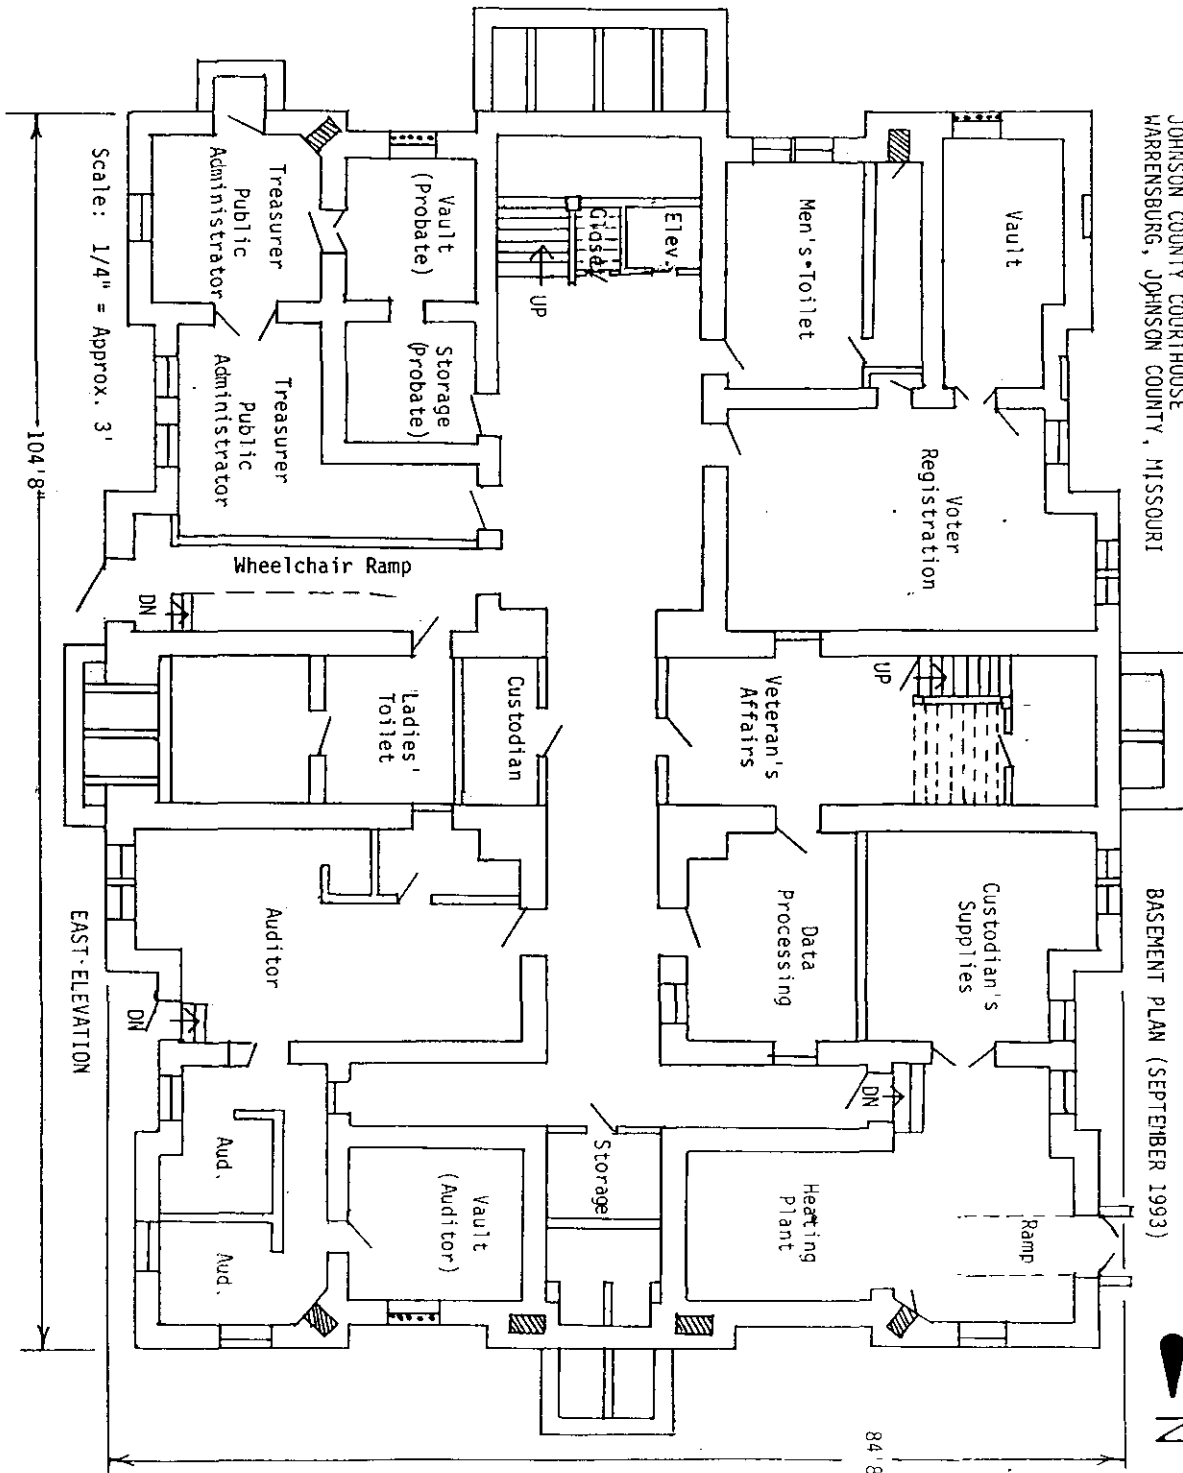 JOHNSON COUNTY COURTHOUSE
WARRENSBURG, JOHNSON COUNTY, MISSOURI
BASEMENT PLAN (SEPTEMBER 1993)
N
Vault
Men's Toilet
Elev.
Closet
UP
Vault
(Probate)
Storage
(Probate)
Treasurer
Public
Administrator
Treasurer
Public
Administrator
Scale: 1/4" = Approx. 3'
Voter
Registration
Wheelchair Ramp
DN
UP
Veteran's
Affairs
Custodian
Ladies'
Toilet
Custodian's
Supplies
Data
Processing
Auditor
DN
DN
Ramp
Heating
Plant
Storage
Vault
(Auditor)
Aud.
Aud.
EAST ELEVATION
104'8"
84'8